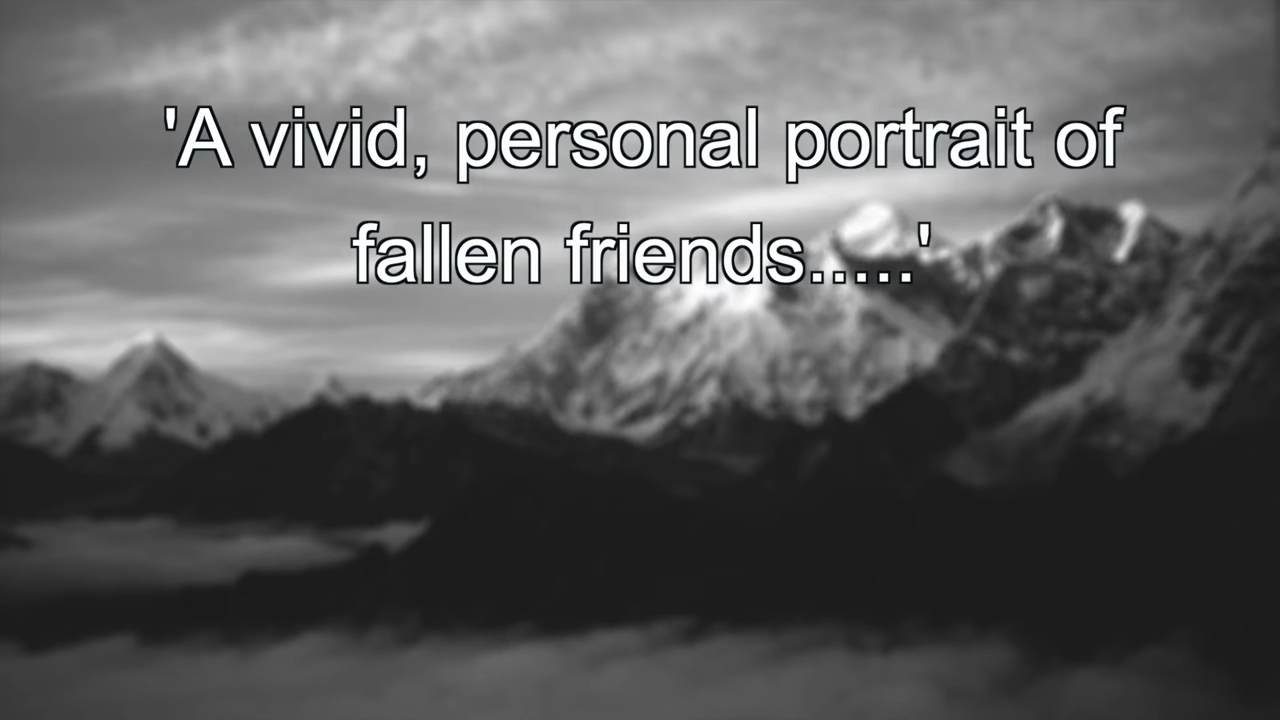 'A vivid, personal portrait of
fallen friends.....'